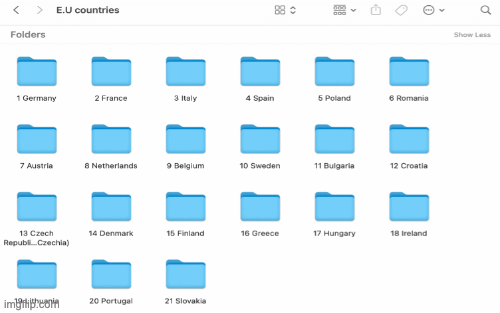 E.U countries
Folders
Show Less
1 Germany
2 France
3 Italy
4 Spain
5 Poland
6 Romania
7 Austria
8 Netherlands
9 Belgium
10 Sweden
11 Bulgaria
12 Croatia
13 Czech
Republi...Czechia)
14 Denmark
15 Finland
16 Greece
17 Hungary
18 Ireland
19 Lithuania
20 Portugal
21 Slovakia
imgflip.com